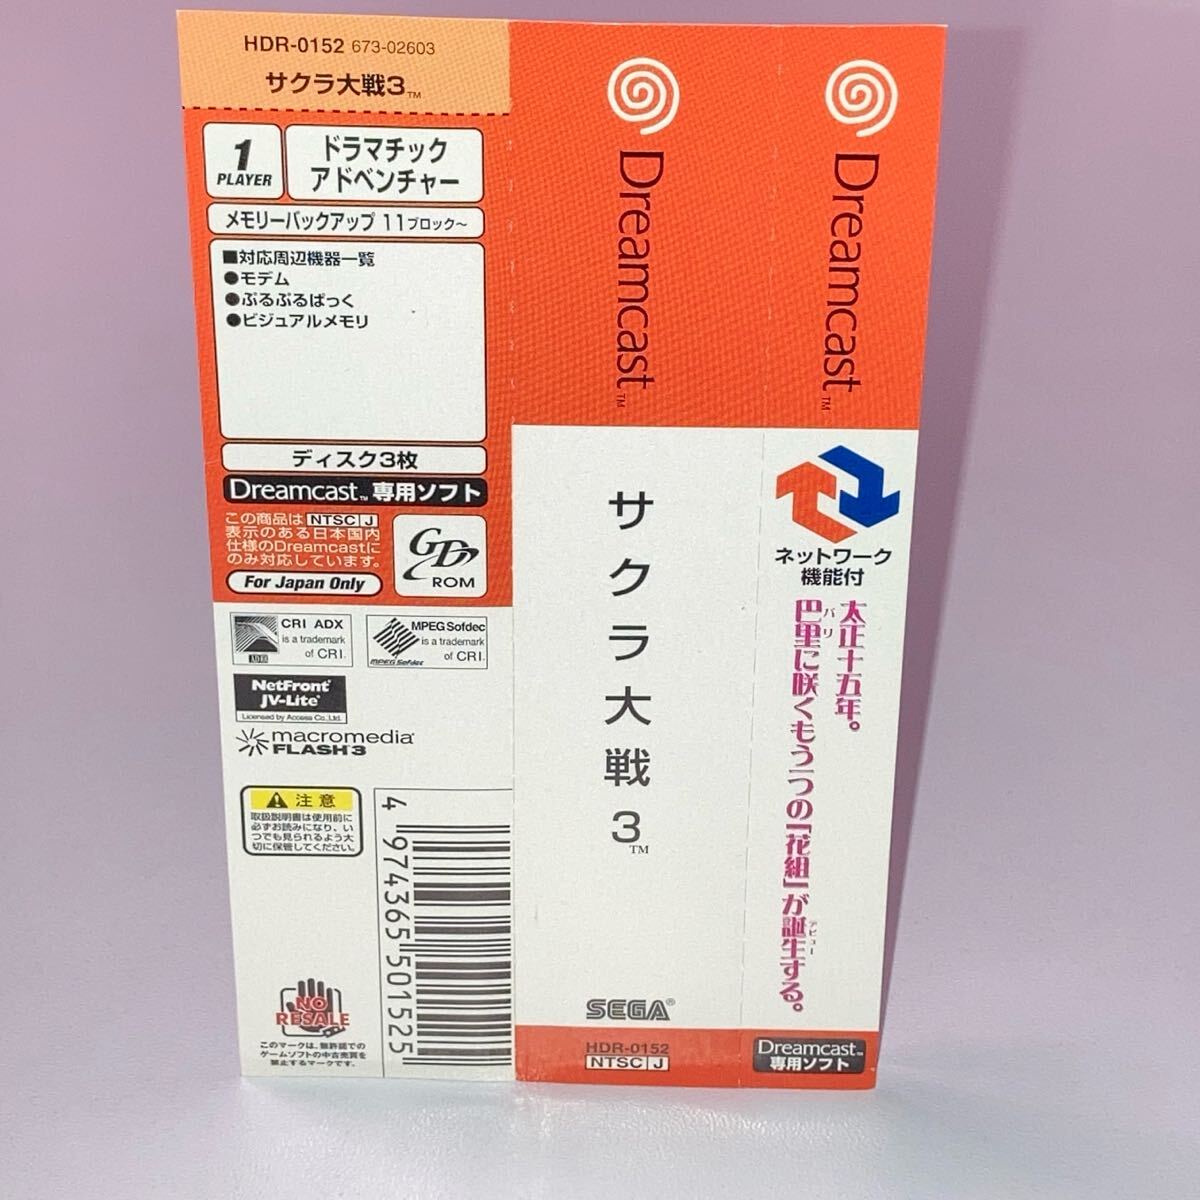 HDR-0152 673-02603
サクラ大戦3™
1
PLAYER
ドラマチック
アドベンチャー
メモリーバックアップ 11ブロック～
■対応周辺機器一覧
●モデム
●ぷるぷるぱっく
●ビジュアルメモリ
ディスク3枚
Dreamcast™専用ソフト
この商品は NTSC J
表示のある日本国内
仕様のDreamcastに
のみ対応しています。
For Japan Only
GD
ROM
CRI ADX
is a trademark
of CRI.
ADX
MPEG Sofdec
is a trademark
of CRI.
MPEG Sofdec
NetFront®
JV-Lite®
Licensed by Access Co.,Ltd.
macromedia®
FLASH 3
注意
取扱説明書は使用前に
必ずお読みになり、い
つでも見られるよう大
切に保管してください。
4 974365 501525
NO
RESALE
このマークは、無許諾での
ゲームソフトの中古売買を
禁止するマークです。
Dreamcast™
サクラ大戦3™
SEGA®
HDR-0152
NTSC J
Dreamcast™
ネットワーク
機能付
太正十五年。
巴里に咲くもう一つの「花組」が誕生する。
パリ
デビュー
Dreamcast™
専用ソフト